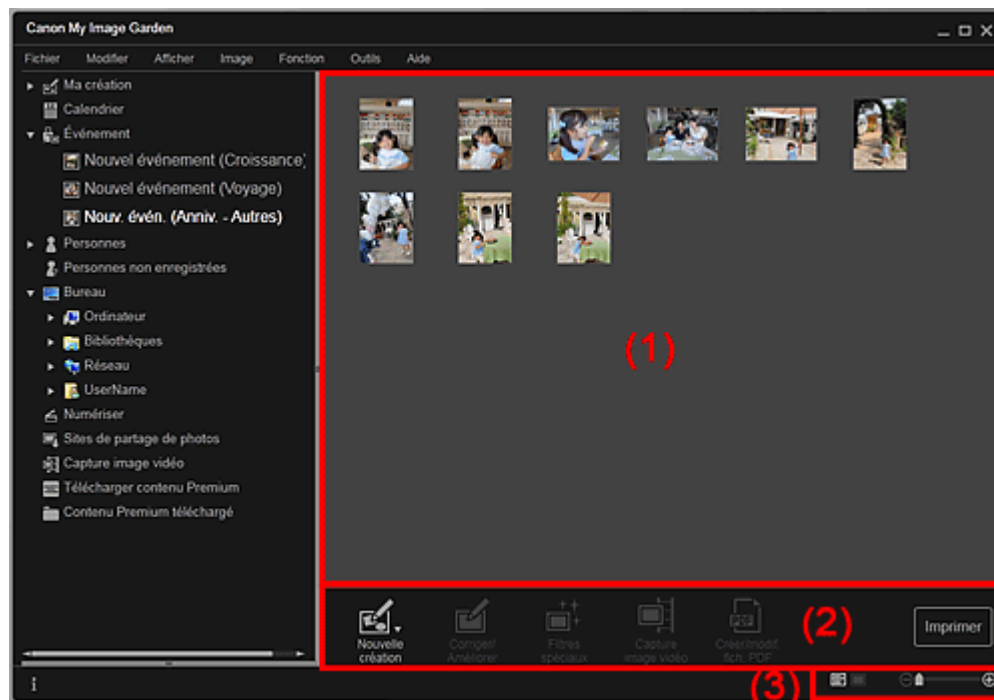 Canon My Image Garden
Fichier Modifier Afficher Image Fonction Outils Aide
Ma création
Calendrier
Événement
Nouvel événement (Croissance)
Nouvel événement (Voyage)
Nouv. évén. (Anniv. - Autres)
Personnes
Personnes non enregistrées
Bureau
Ordinateur
Bibliothèques
Réseau
UserName
Numériser
Sites de partage de photos
Capture image vidéo
Télécharger contenu Premium
Contenu Premium téléchargé
(1)
Nouvelle
création
Corriger/
Améliorer
Filtres
spéciaux
Capture
image vidéo
Créer/modif.
fich. PDF
(2)
Imprimer
(3)